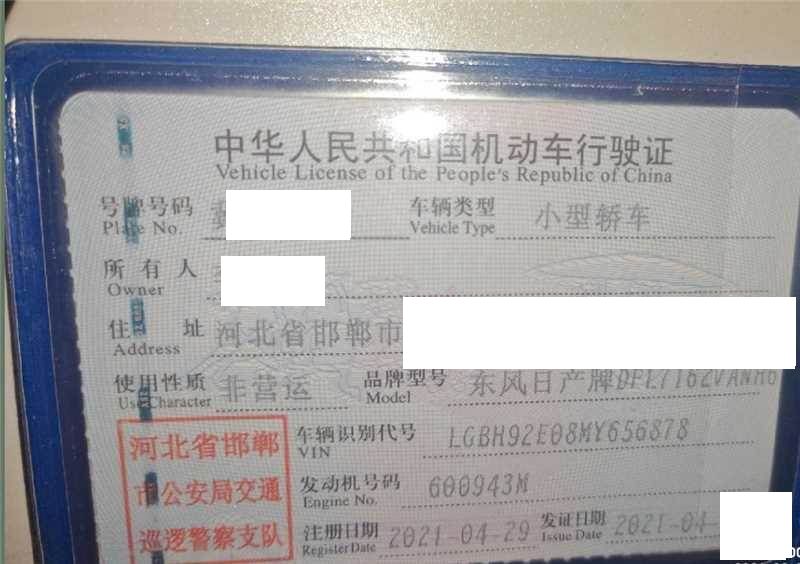 中华人民共和国机动车行驶证
Vehicle License of the People's Republic of China
号牌号码 冀 车辆类型 小型轿车
Plate No. Vehicle Type
所有人
Owner
住址 河北省邯郸市
Address
使用性质 非营运 品牌型号 东风日产牌DFL7162VANH6
Use Character Model
河北省邯郸 车辆识别代号 LGBH92E08MY656878
VIN
市公安局交通 发动机号码 600943M
Engine No.
巡逻警察支队 注册日期 2021-04-29 发证日期 2021-04-
Register Date Issue Date